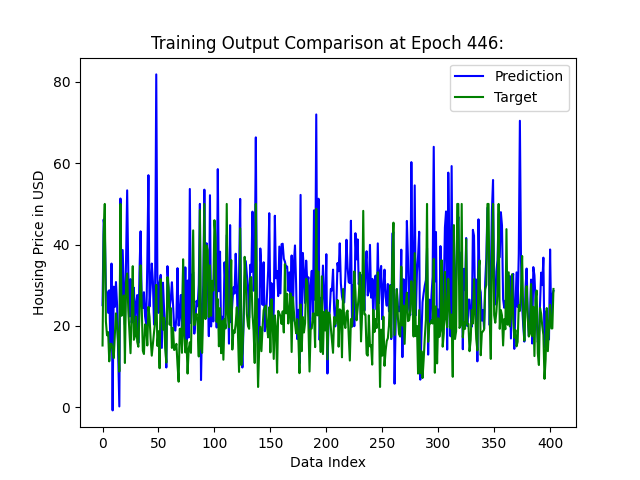 Training Output Comparison at Epoch 446:
Prediction
Target
Housing Price in USD
80
60
40
20
0
0 50 100 150 200 250 300 350 400
Data Index